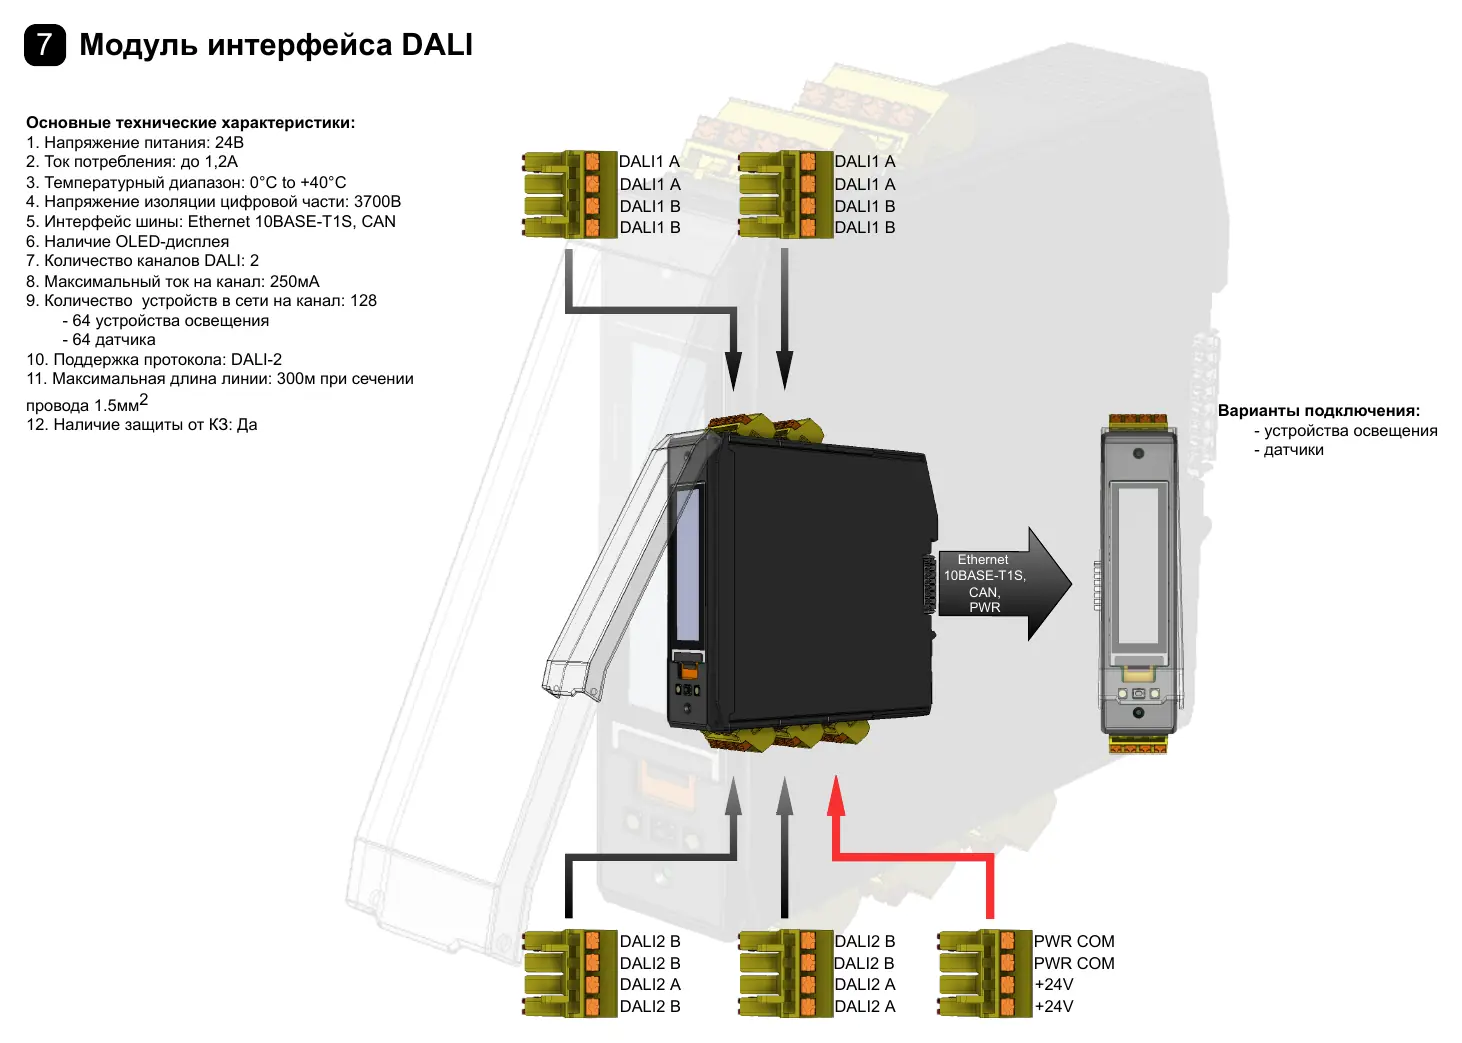 7 Модуль интерфейса DALI
Основные технические характеристики:
1. Напряжение питания: 24В
2. Ток потребления: до 1,2А
3. Температурный диапазон: 0°C to +40°C
4. Напряжение изоляции цифровой части: 3700В
5. Интерфейс шины: Ethernet 10BASE-T1S, CAN
6. Наличие OLED-дисплея
7. Количество каналов DALI: 2
8. Максимальный ток на канал: 250мА
9. Количество  устройств в сети на канал: 128
- 64 устройства освещения
- 64 датчика
10. Поддержка протокола: DALI-2
11. Максимальная длина линии: 300м при сечении
провода 1.5мм2
12. Наличие защиты от КЗ: Да
DALI1 A
DALI1 A
DALI1 B
DALI1 B
DALI1 A
DALI1 A
DALI1 B
DALI1 B
Варианты подключения:
- устройства освещения
- датчики
Ethernet
10BASE-T1S,
CAN,
PWR
DALI2 B
DALI2 B
DALI2 A
DALI2 B
DALI2 B
DALI2 B
DALI2 A
DALI2 A
PWR COM
PWR COM
+24V
+24V